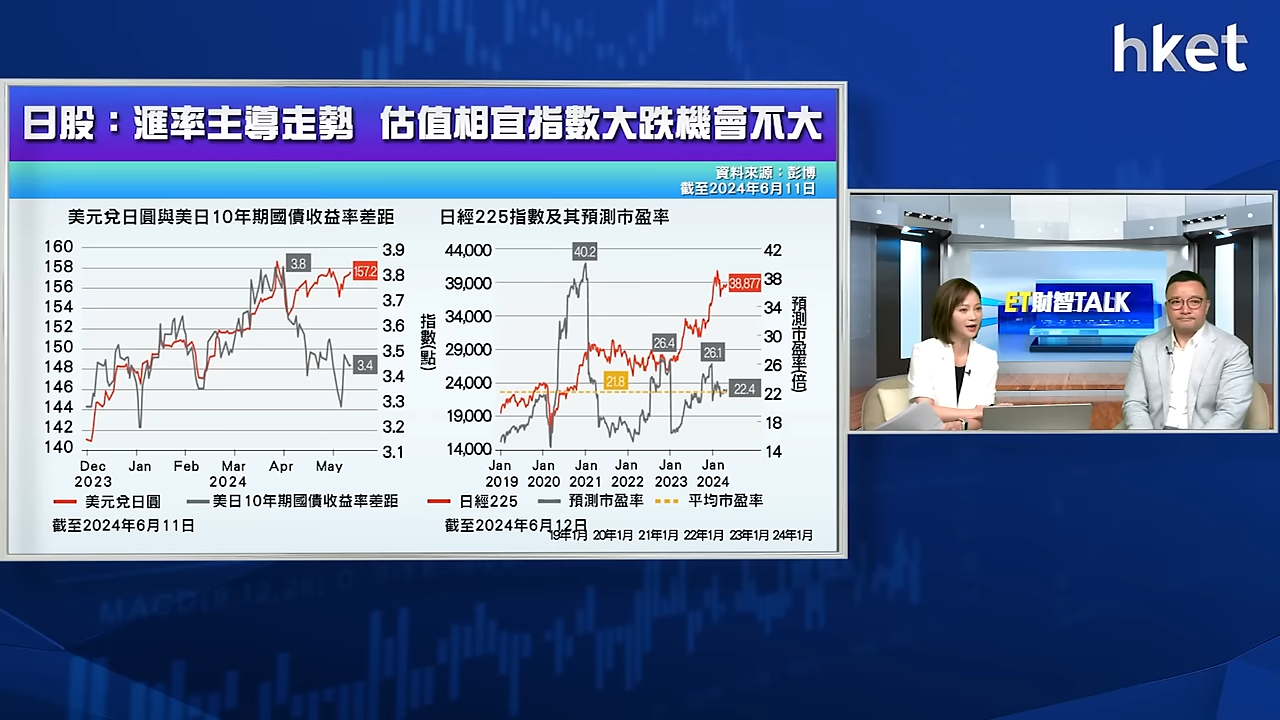 hket
日股：滙率主導走勢 估值相宜指數大跌機會不大
資料來源：彭博
截至2024年6月11日
美元兌日圓與美日10年期國債收益率差距
160
158
156
154
152
150
148
146
144
142
140
3.9
3.8
3.7
3.6
3.5
3.4
3.3
3.2
3.1
3.8
157.2
3.4
Dec Jan Feb Mar Apr May
2023 2024
美元兌日圓 美日10年期國債收益率差距
截至2024年6月11日
日經225指數及其預測市盈率
指數點）
44,000
39,000
34,000
29,000
24,000
19,000
14,000
42
38
34
30
26
22
18
14
預測市盈率(倍)
40.2
38,877
26.4
26.1
21.8
22.4
Jan Jan Jan Jan Jan Jan
2019 2020 2021 2022 2023 2024
日經225 預測市盈率 平均市盈率
截至2024年6月12日
19年1月 20年1月 21年1月 22年1月 23年1月 24年1月
ET財智TALK
MACD(9,12,26)